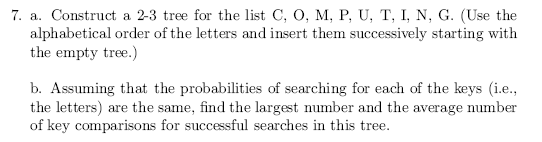 7. a. Construct a 2-3 tree for the list C, O, M, P, U, T, I, N, G. (Use the
alphabetical order of the letters and insert them successively starting with
the empty tree.)
b. Assuming that the probabilities of searching for each of the keys (i.e.,
the letters) are the same, find the largest number and the average number
of key comparisons for successful searches in this tree.